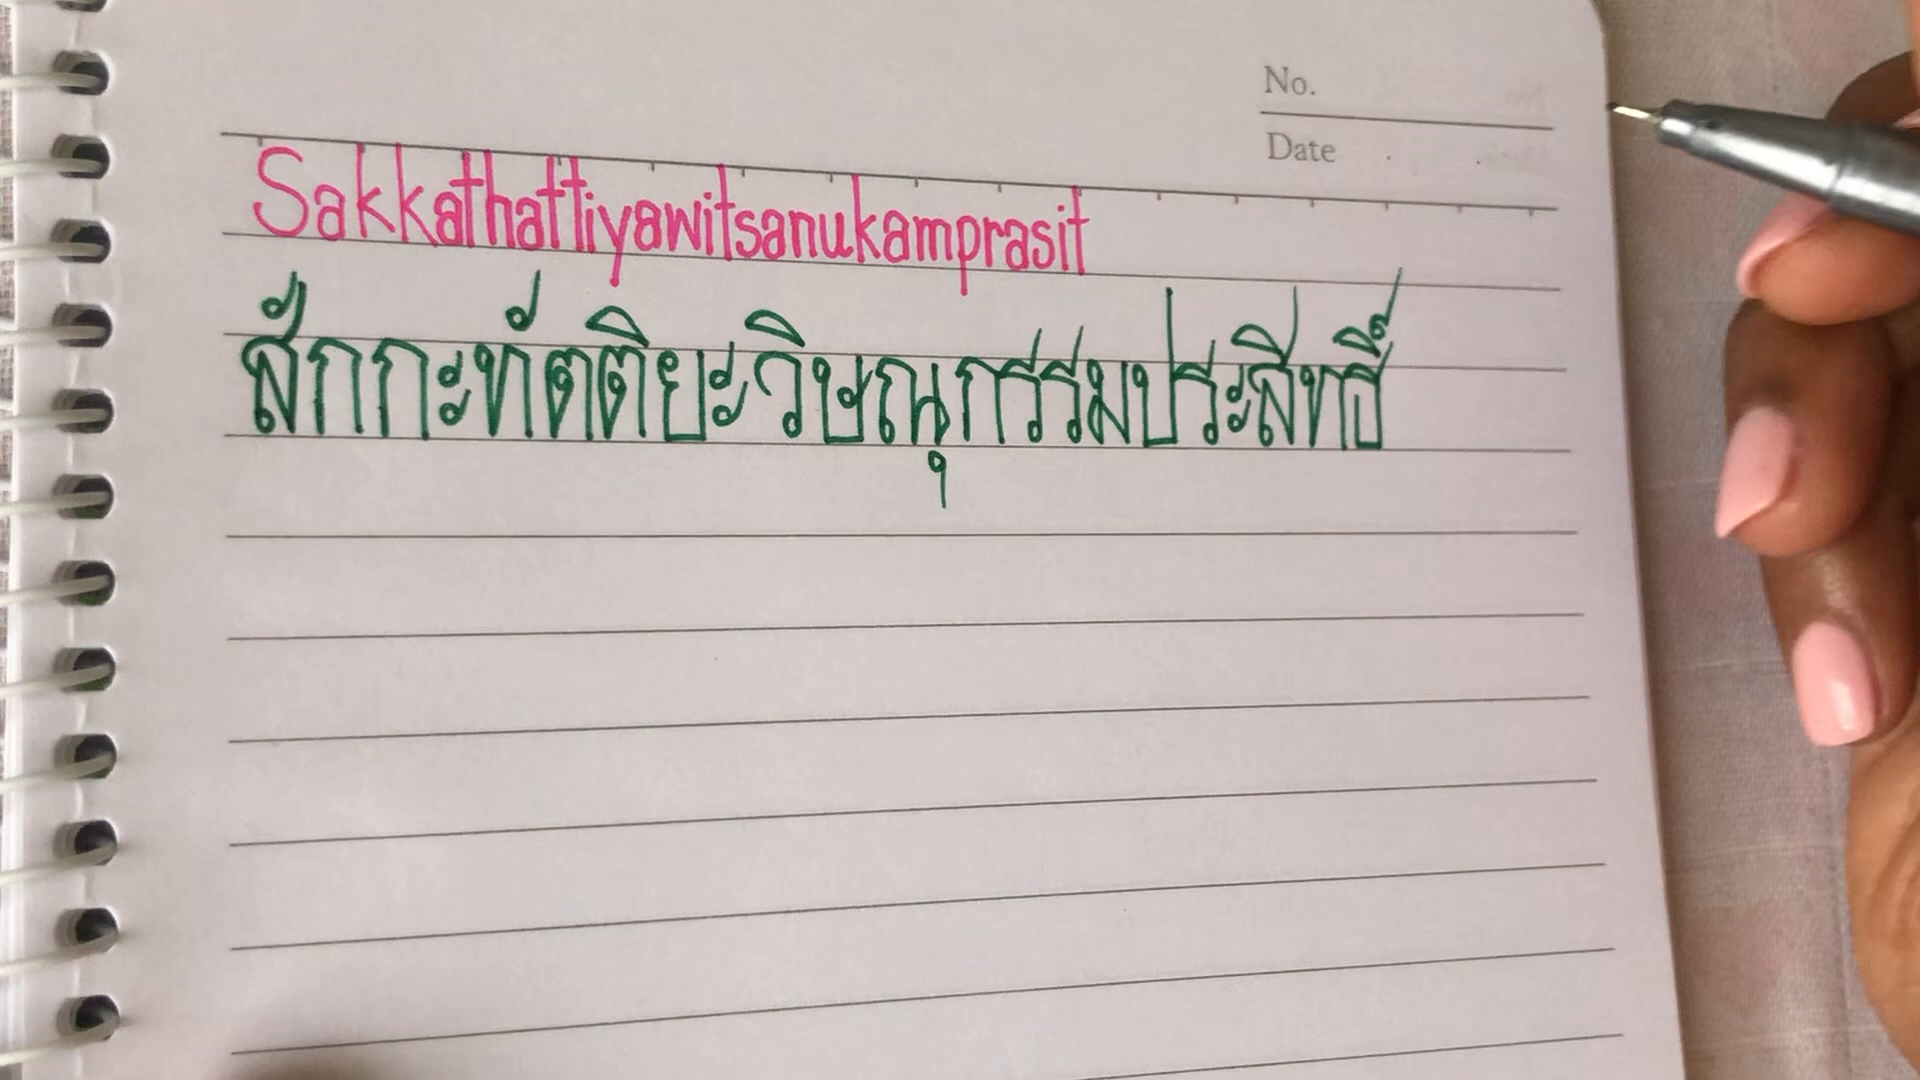 No.
Date
Sakkathattiyawitsanukamprasit
สักกะทัตติยะวิษณุกรรมประสิทธิ์